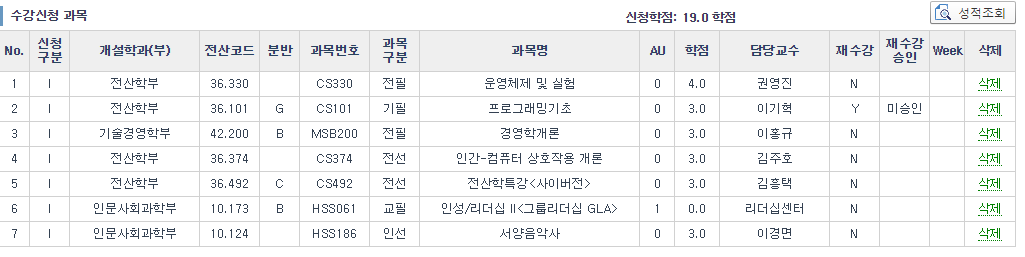 수강신청 과목 신청학점: 19.0 학점 성적조회
No. 신청구분 개설학과(부) 전산코드 분반 과목번호 과목구분 과목명 AU 학점 담당교수 재수강 재수강승인 Week 삭제
1 I 전산학부 36.330 CS330 전필 운영체제 및 실험 0 4.0 권영진 N 삭제
2 I 전산학부 36.101 G CS101 기필 프로그래밍기초 0 3.0 이기혁 Y 미승인 삭제
3 I 기술경영학부 42.200 B MSB200 전필 경영학개론 0 3.0 이홍규 N 삭제
4 I 전산학부 36.374 CS374 전선 인간-컴퓨터 상호작용 개론 0 3.0 김주호 N 삭제
5 I 전산학부 36.492 C CS492 전선 전산학특강<사이버전> 0 3.0 김흥택 N 삭제
6 I 인문사회과학부 10.173 B HSS061 교필 인성/리더십 II<그룹리더십 GLA> 1 0.0 리더십센터 N 삭제
7 I 인문사회과학부 10.124 HSS186 인선 서양음악사 0 3.0 이경면 N 삭제